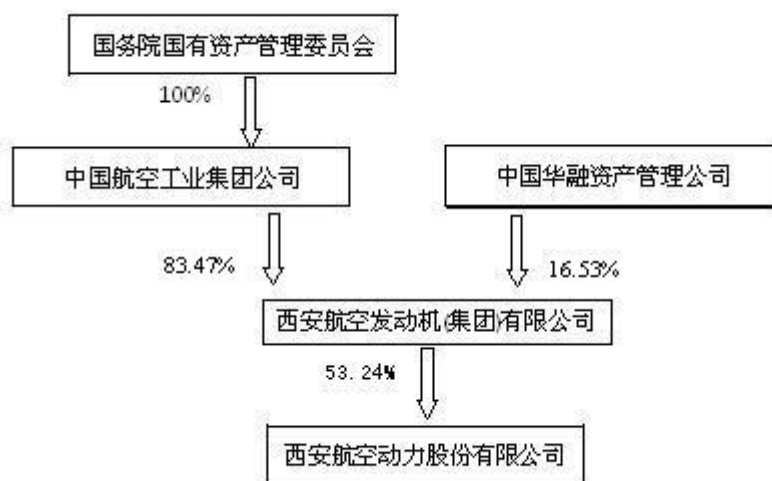 国务院国有资产管理委员会
100%
中国航空工业集团公司
中国华融资产管理公司
83.47%
16.53%
西安航空发动机(集团)有限公司
53.24%
西安航空动力股份有限公司